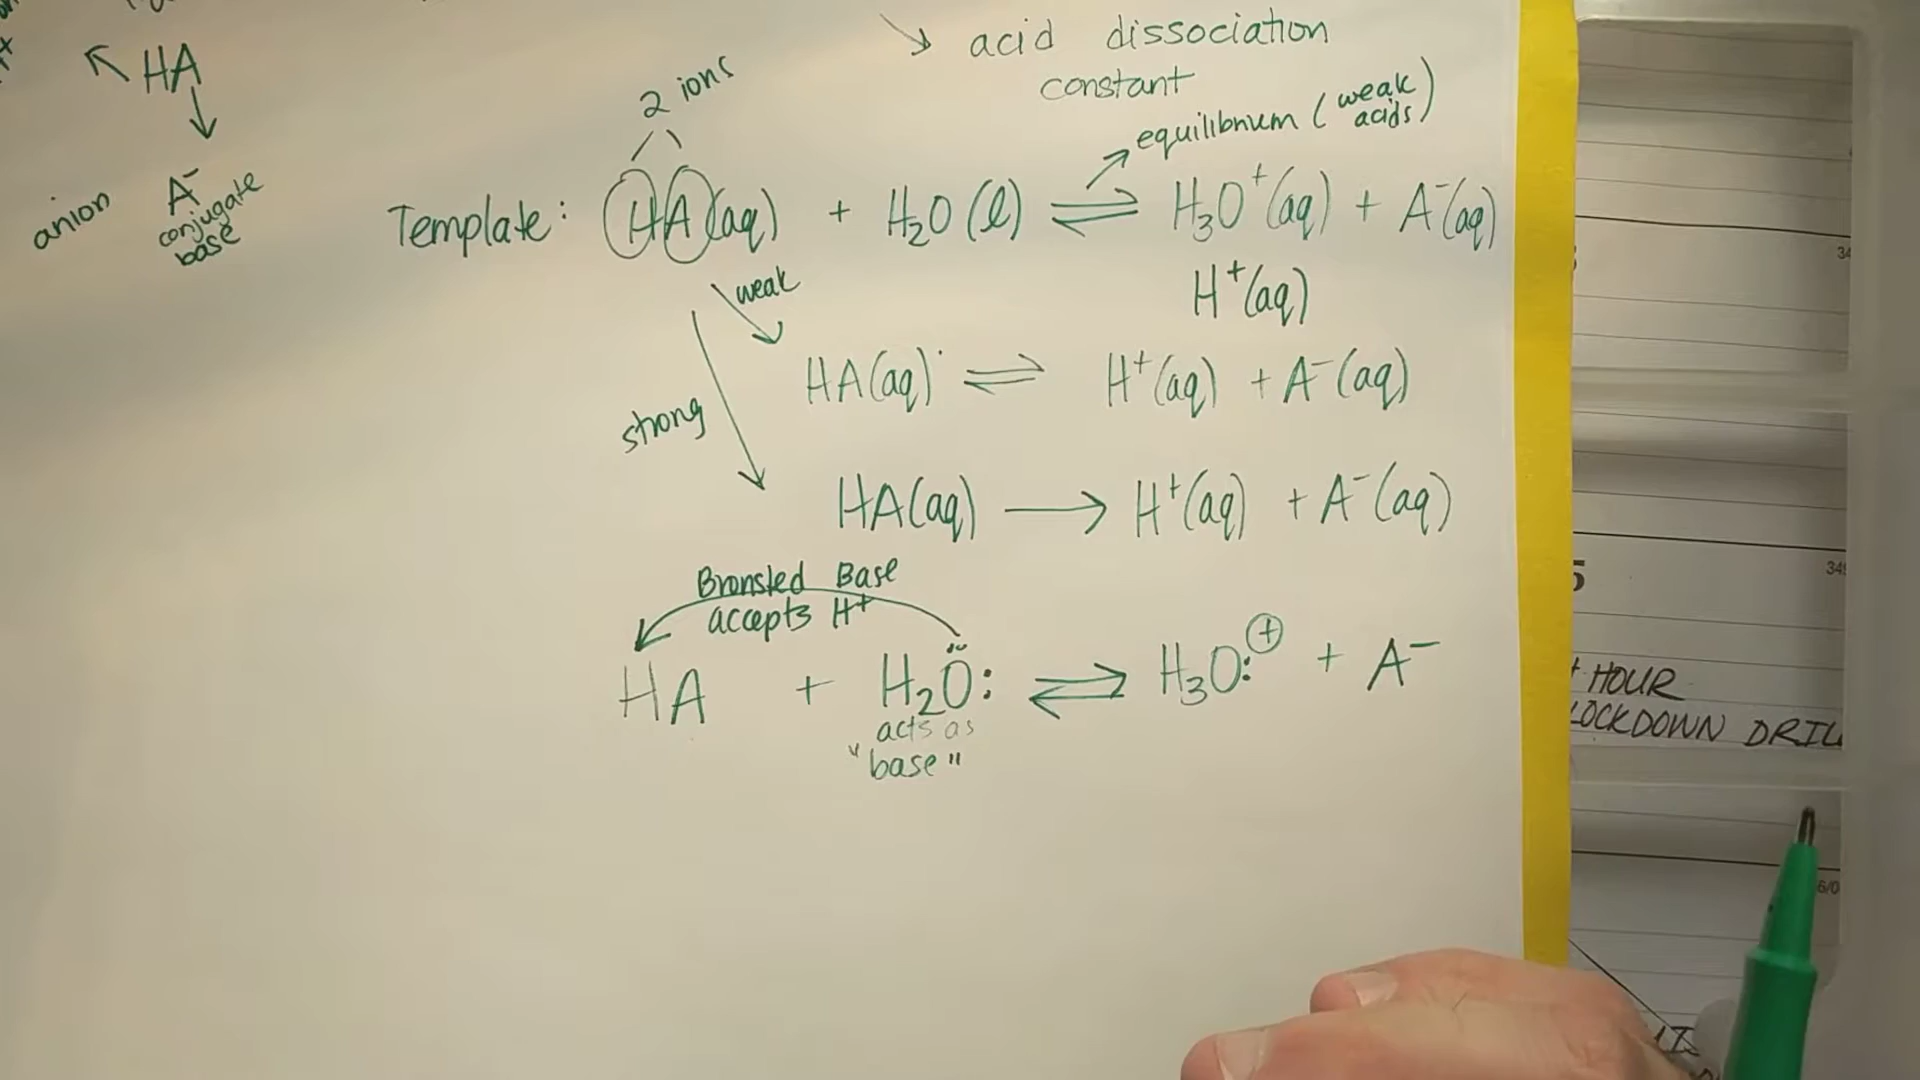 acid dissociation
constant
equilibrium (weak
acids)
2 ions
HA
anion A⁻
conjugate
base
Template: HA(aq) + H₂O(l) ⇌ H₃O⁺(aq) + A⁻(aq)
H⁺(aq)
weak
HA(aq) ⇌ H⁺(aq) + A⁻(aq)
strong
HA(aq) → H⁺(aq) + A⁻(aq)
Bronsted Base
accepts H⁺
HA + H₂Ö: ⇌ H₃O:⊕ + A⁻
acts as
"base"
HOUR
LOCKDOWN DRIL